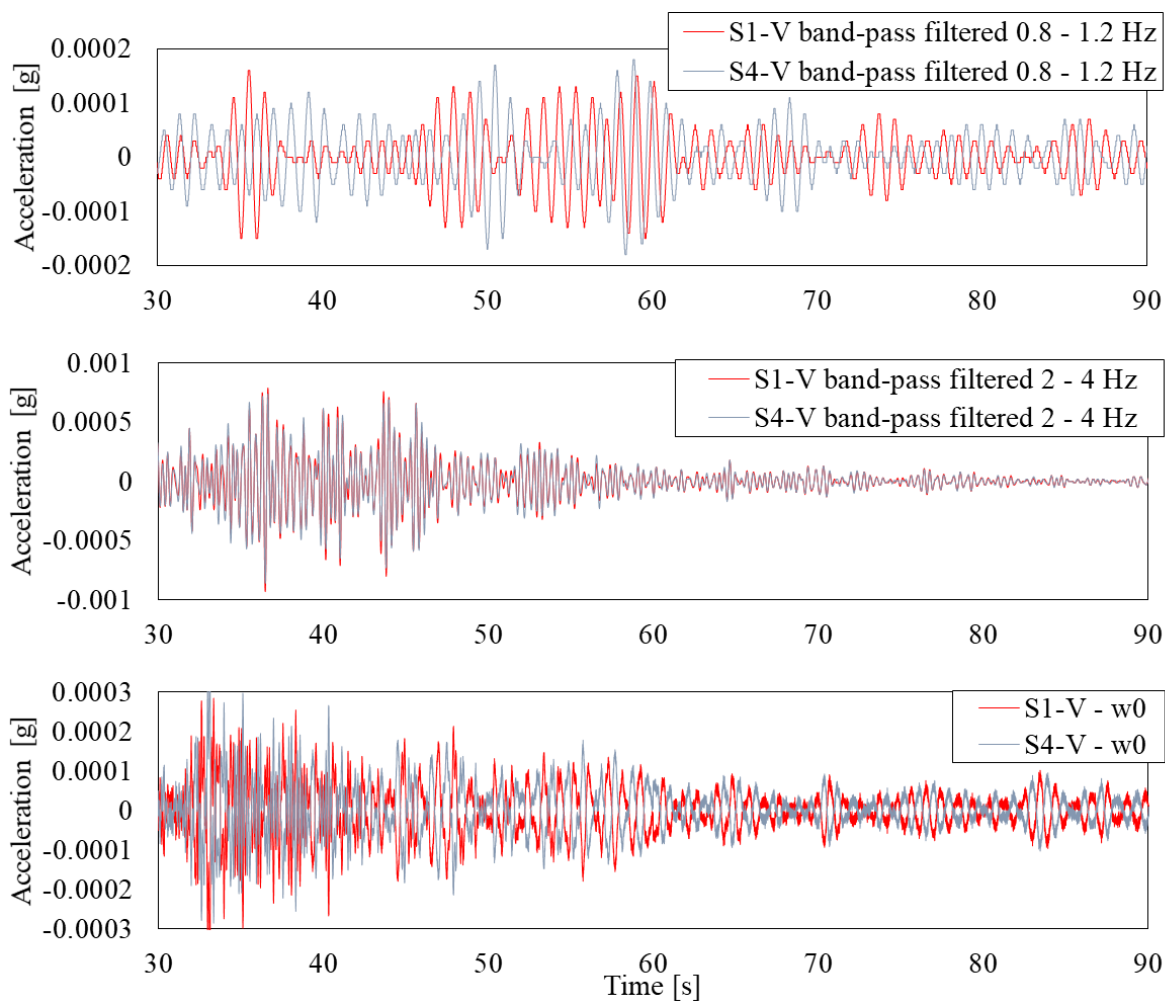 S1-V band-pass filtered 0.8 - 1.2 Hz
S4-V band-pass filtered 0.8 - 1.2 Hz
Acceleration [g]
0.0002
0.0001
0
-0.0001
-0.0002
30 40 50 60 70 80 90
S1-V band-pass filtered 2 - 4 Hz
S4-V band-pass filtered 2 - 4 Hz
Acceleration [g]
0.001
0.0005
0
-0.0005
-0.001
30 40 50 60 70 80 90
S1-V - w0
S4-V - w0
Acceleration [g]
0.0003
0.0002
0.0001
0
-0.0001
-0.0002
-0.0003
30 40 50 60 70 80 90
Time [s]